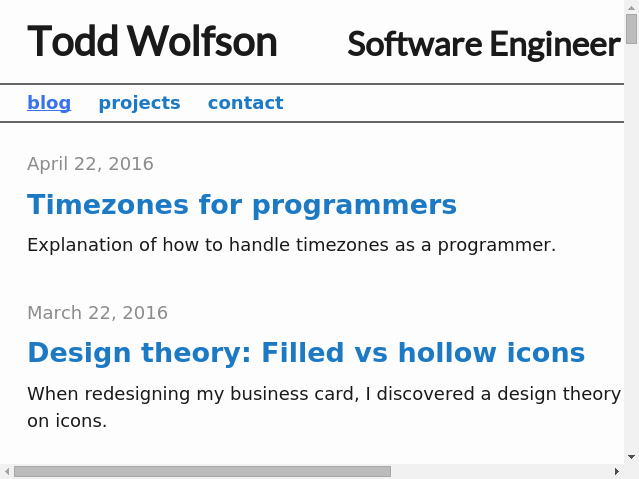 Todd Wolfson Software Engineer
blog projects contact
April 22, 2016
Timezones for programmers
Explanation of how to handle timezones as a programmer.
March 22, 2016
Design theory: Filled vs hollow icons
When redesigning my business card, I discovered a design theory
on icons.